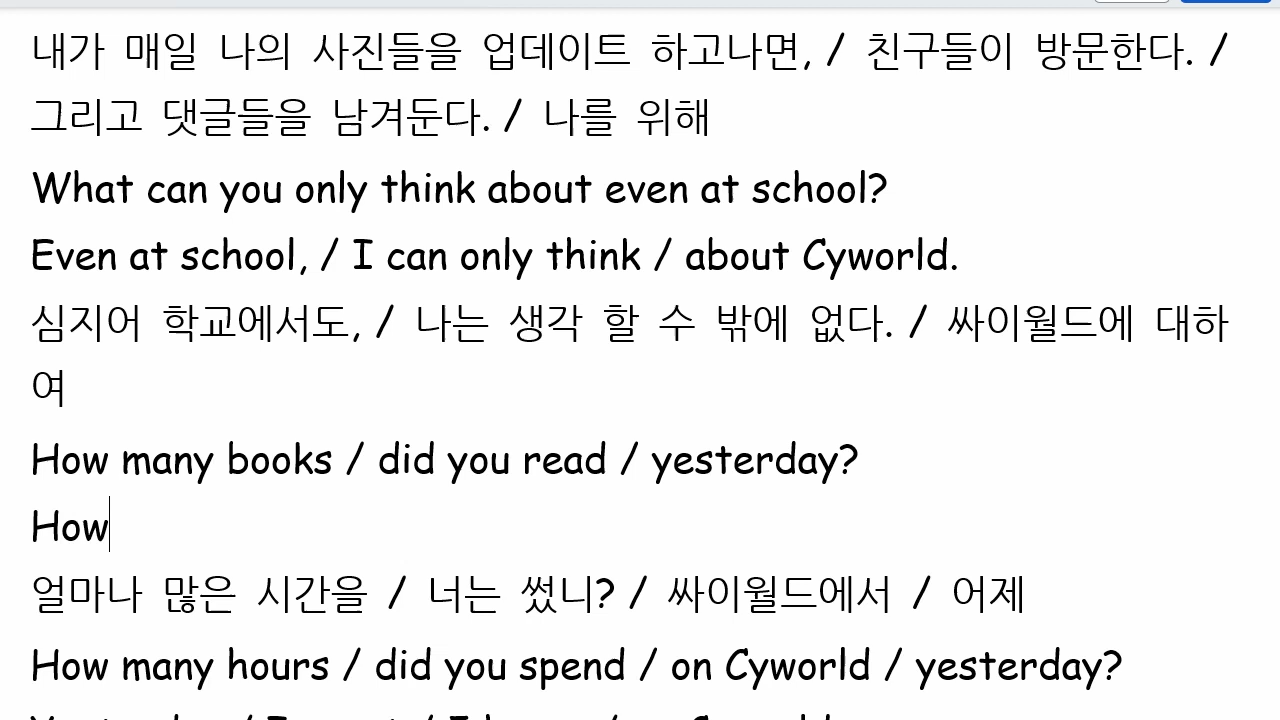 내가 매일 나의 사진들을 업데이트 하고나면, / 친구들이 방문한다. /
그리고 댓글들을 남겨둔다. / 나를 위해
What can you only think about even at school?
Even at school, / I can only think / about Cyworld.
심지어 학교에서도, / 나는 생각 할 수 밖에 없다. / 싸이월드에 대하
여
How many books / did you read / yesterday?
How
얼마나 많은 시간을 / 너는 썼니? / 싸이월드에서 / 어제
How many hours / did you spend / on Cyworld / yesterday?